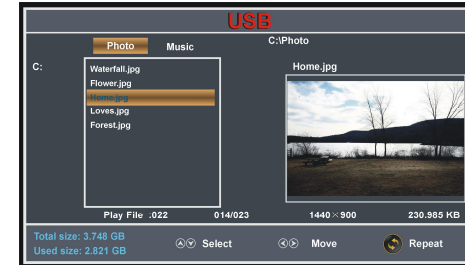 USB
Photo Music C:\Photo
C: Home.jpg
Waterfall.jpg
Flower.jpg
Home.jpg
Loves.jpg
Forest.jpg
Play File :022 014/023 1440×900 230.985 KB
Total size: 3.748 GB
Used size: 2.821 GB
Select Move Repeat